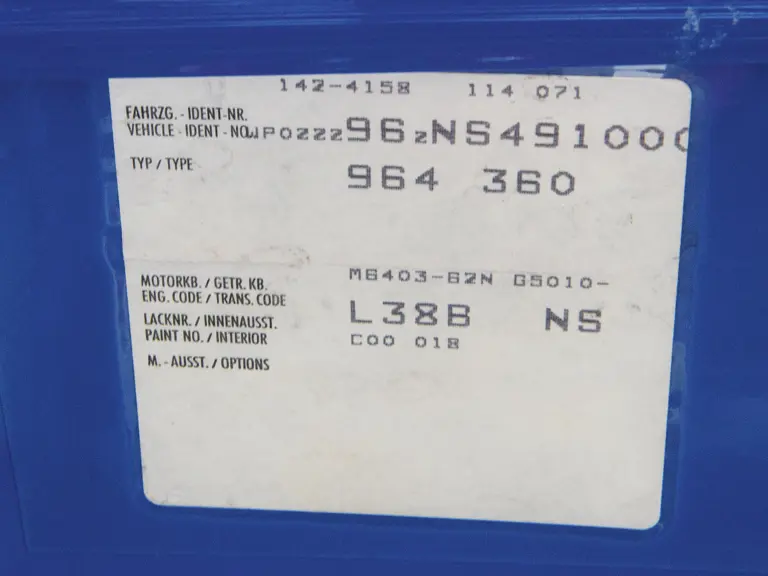 142-4158 114 071
FAHRZG. - IDENT-NR.
VEHICLE - IDENT - NO. WP0ZZZ96ZNS491000
TYP / TYPE 964 360
MOTORKB. / GETR. KB. M6403-62N G5010-
ENG. CODE / TRANS. CODE
LACKNR. / INNENAUSST. L38B NS
PAINT NO. / INTERIOR C00 018
M. - AUSST. / OPTIONS